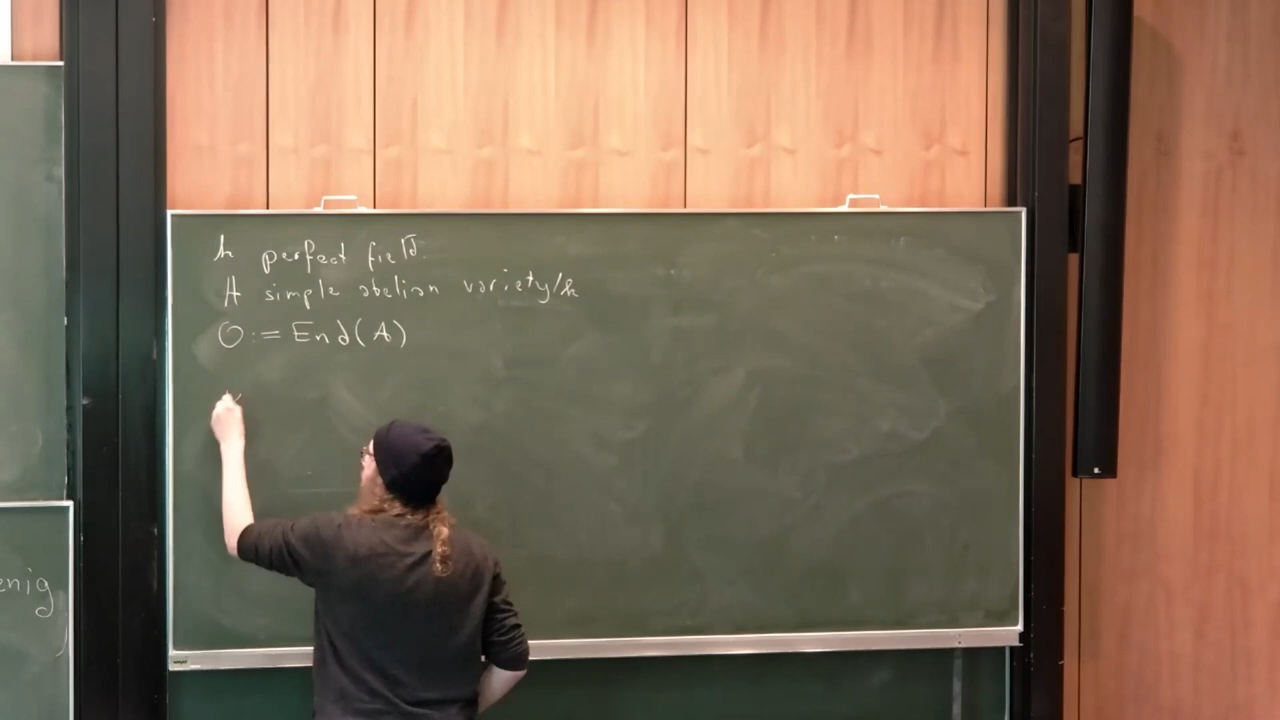 k perfect field.
A simple abelian variety/k
O := End(A)
enig